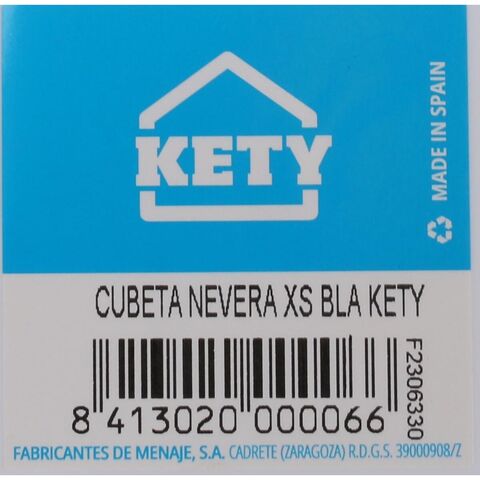 KETY
MADE IN SPAIN
CUBETA NEVERA XS BLA KETY
8 413020 000066
F2306330
FABRICANTES DE MENAJE, S.A. CADRETE (ZARAGOZA) R.D.G.S. 39000908/Z